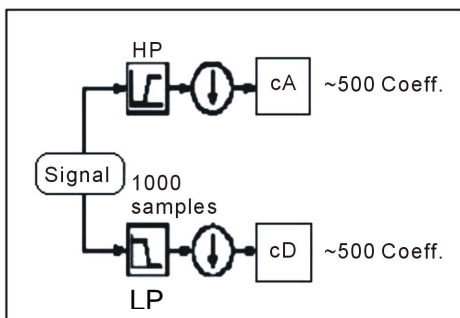 HP
cA
~500 Coeff.
Signal
1000
samples
cD
~500 Coeff.
LP